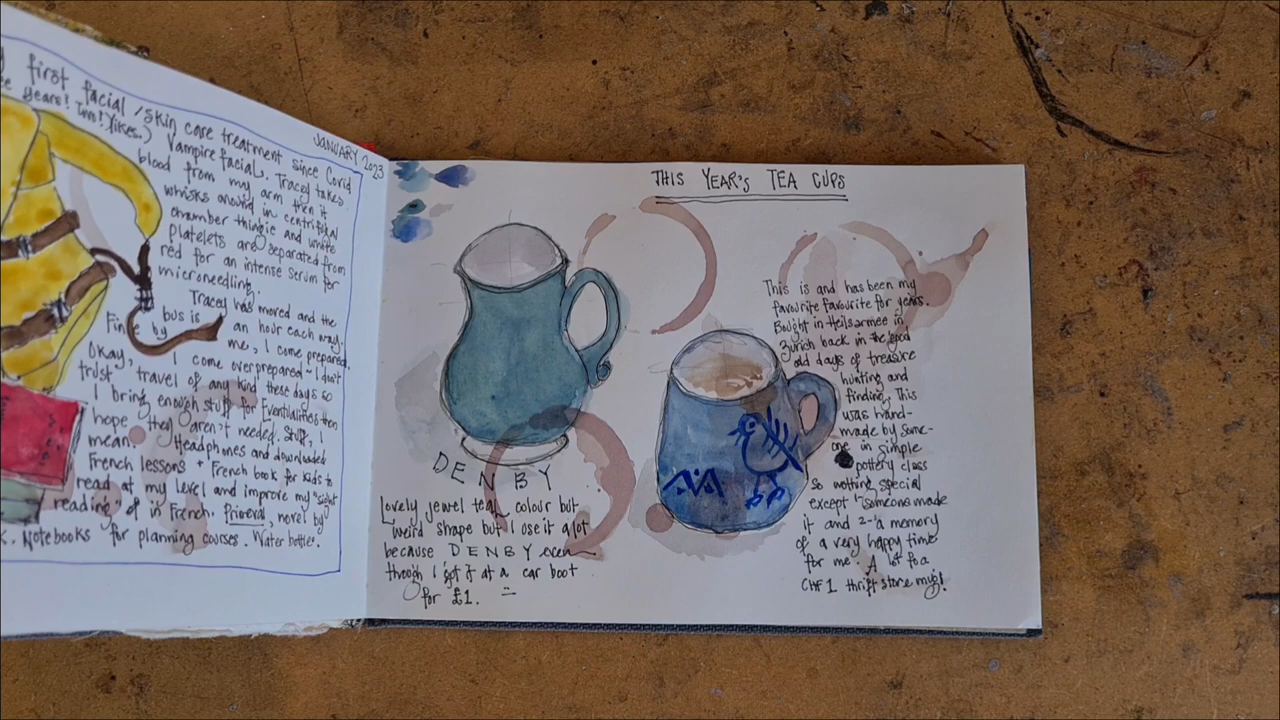 first facial / skin care treatment since Covid
years! Two! Yikes.) Vampire facial. Tracey takes
JANUARY 2023
blood from my arm then it
whisks around in centrifikal
chamber thingie and white
platelets are separated from
red for an intense serum for
microneedling.
Tracey has moved and the
bus is an hour each way.
Fine by me, I come prepared.
Okay, I come overprepared - I don't
trust travel of any kind these days so
I bring enough stuff for Eventualities then
hope they aren't needed. Stuff, I
mean. Headphones and downloaded
French lessons + French book for kids to
read at my level and improve my "sight
reading" of in French. Primeral, novel by
Notebooks for planning courses. Water bottle.
THIS YEAR'S TEA CUPS
DENBY
Lovely jewel teal colour but
weird shape but I use it a lot
because DENBY even
though I got it at a car boot
for £1.
This is and has been my
favourite favourite for years.
Bought in Heilsarmee in
Zurich back in the good
old days of treasure
hunting and
finding. This
was hand-
made by some-
one in simple
pottery class
so nothing special
except 1- someone made
it and 2- a memory
of a very happy time
for me. A lot fo a
CHF 1 thrift store mug!